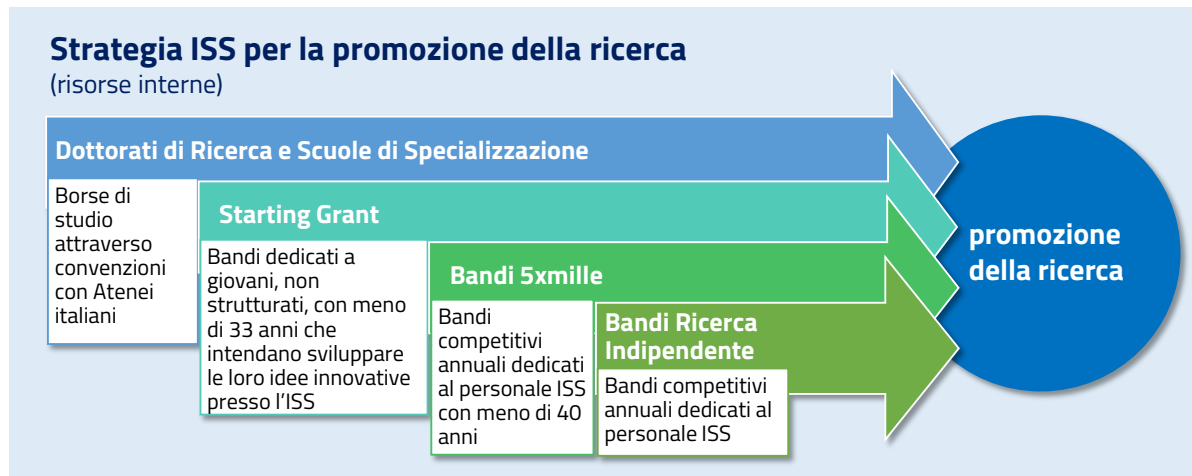 Strategia ISS per la promozione della ricerca
(risorse interne)
Dottorati di Ricerca e Scuole di Specializzazione
Borse di
studio
attraverso
convenzioni
con Atenei
italiani
Starting Grant
Bandi dedicati a
giovani, non
strutturati, con meno
di 33 anni che
intendano sviluppare
le loro idee innovative
presso l'ISS
Bandi 5xmille
Bandi
competitivi
annuali dedicati
al personale ISS
con meno di 40
anni
Bandi Ricerca
Indipendente
Bandi competitivi
annuali dedicati al
personale ISS
promozione
della ricerca